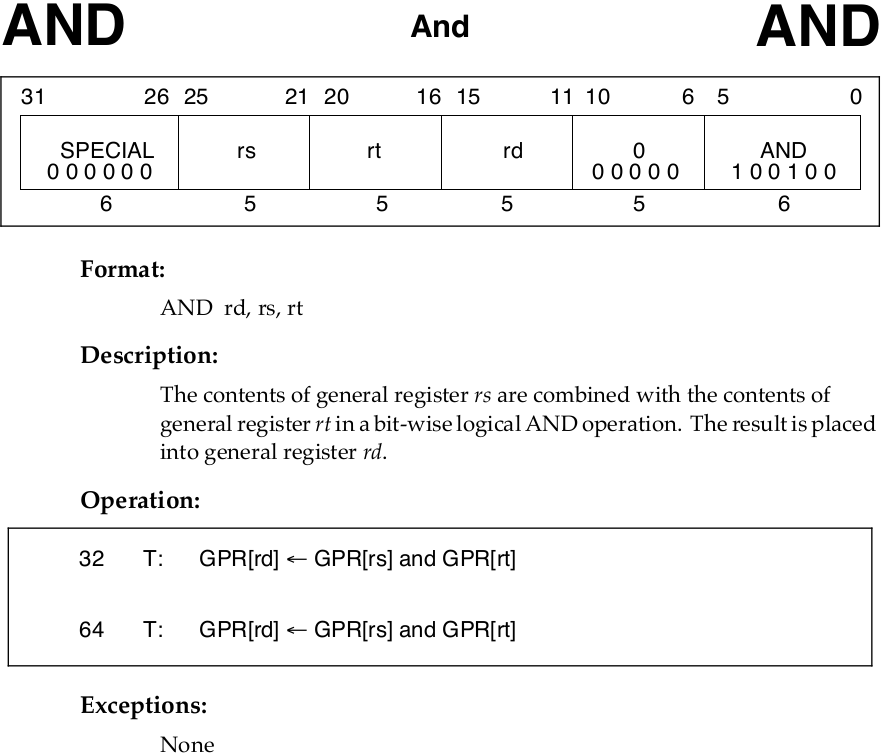 AND And AND
31 26 25 21 20 16 15 11 10 6 5 0
SPECIAL rs rt rd 0 AND
0 0 0 0 0 0 0 0 0 0 0 1 0 0 1 0 0
6 5 5 5 5 6
Format:
AND rd, rs, rt
Description:
The contents of general register rs are combined with the contents of
general register rt in a bit-wise logical AND operation. The result is placed
into general register rd.
Operation:
32 T: GPR[rd] ← GPR[rs] and GPR[rt]
64 T: GPR[rd] ← GPR[rs] and GPR[rt]
Exceptions:
None